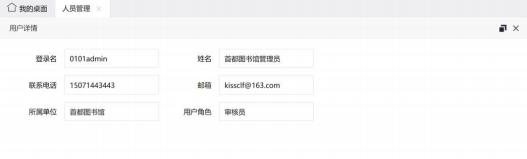 我的桌面 人员管理 ×
用户详情
登录名 0101admin 姓名 首都图书馆管理员
联系电话 15071443443 邮箱 kissclf@163.com
所属单位 首都图书馆 用户角色 审核员